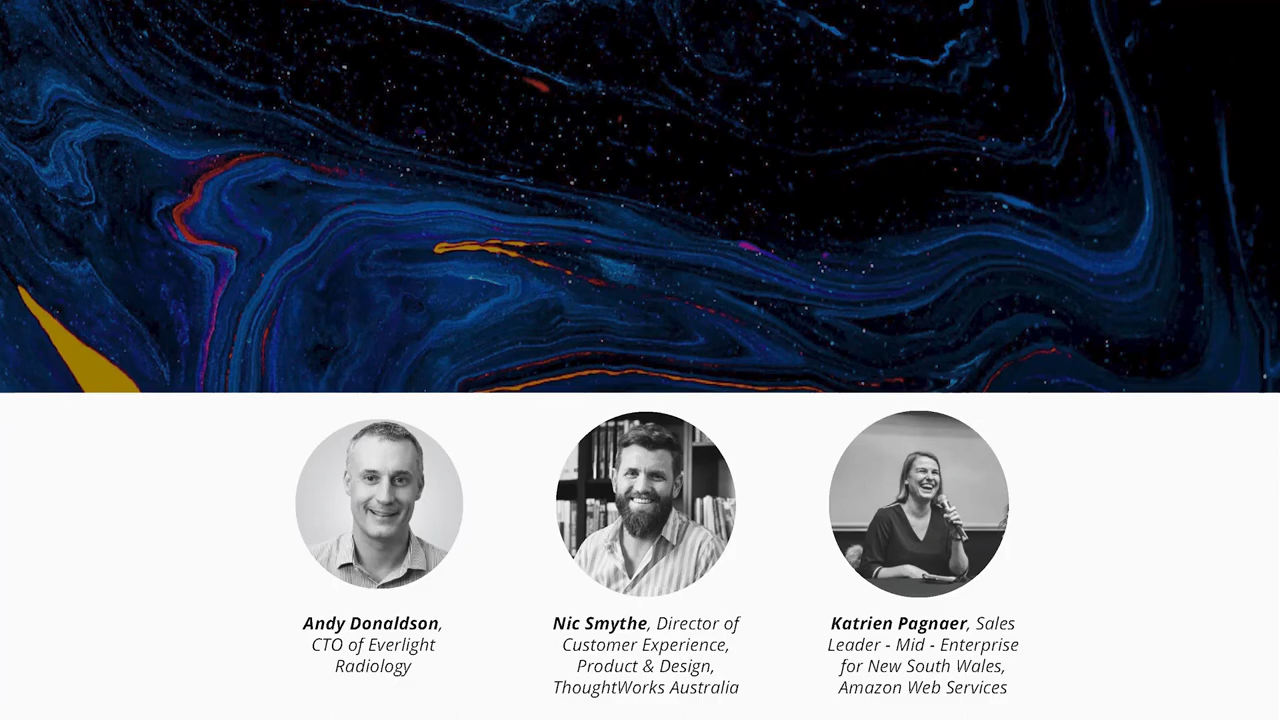 Andy Donaldson,
CTO of Everlight
Radiology
Nic Smythe, Director of
Customer Experience,
Product & Design,
ThoughtWorks Australia
Katrien Pagnaer, Sales
Leader - Mid - Enterprise
for New South Wales,
Amazon Web Services